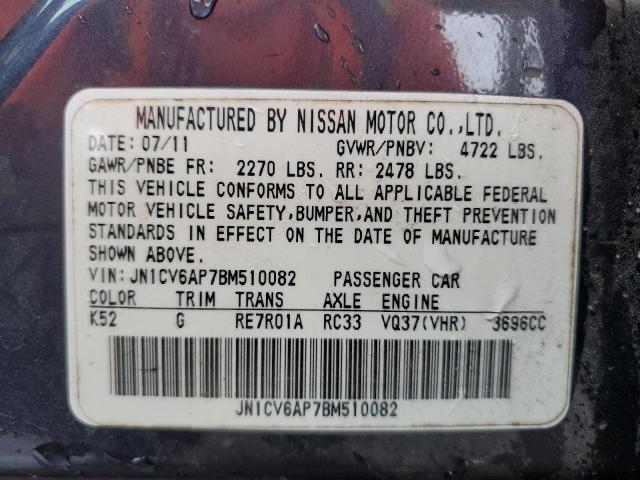 MANUFACTURED BY NISSAN MOTOR CO.,LTD.
DATE: 07/11 GVWR/PNBV: 4722 LBS.
GAWR/PNBE FR: 2270 LBS. RR: 2478 LBS.
THIS VEHICLE CONFORMS TO ALL APPLICABLE FEDERAL
MOTOR VEHICLE SAFETY,BUMPER,AND THEFT PREVENTION
STANDARDS IN EFFECT ON THE DATE OF MANUFACTURE
SHOWN ABOVE.
VIN:JN1CV6AP7BM510082 PASSENGER CAR
COLOR TRIM TRANS AXLE ENGINE
K52 G RE7R01A RC33 VQ37(VHR) 3696CC
JN1CV6AP7BM510082